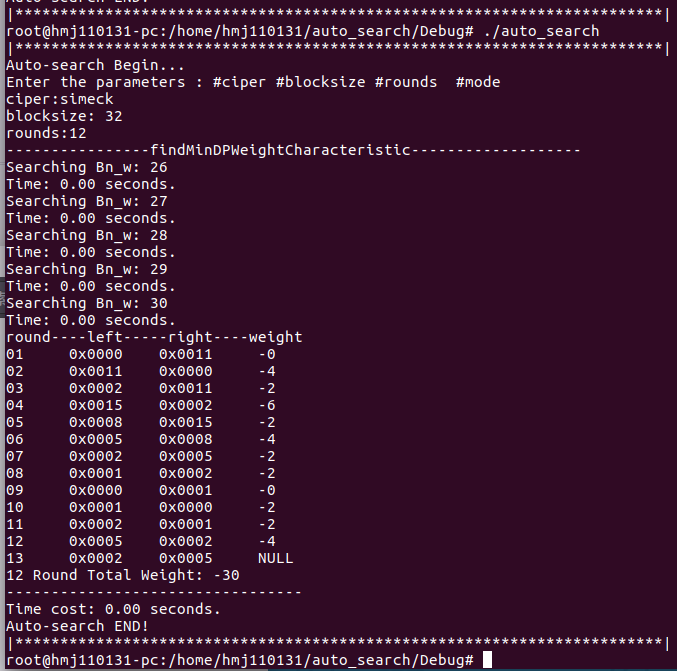 |*************************************************************************|
root@hmj110131-pc:/home/hmj110131/auto_search/Debug# ./auto_search
|*************************************************************************|
Auto-search Begin...
Enter the parameters : #ciper #blocksize #rounds  #mode
ciper:simeck
blocksize: 32
rounds:12
----------------findMinDPWeightCharacteristic-------------------
Searching Bn_w: 26
Time: 0.00 seconds.
Searching Bn_w: 27
Time: 0.00 seconds.
Searching Bn_w: 28
Time: 0.00 seconds.
Searching Bn_w: 29
Time: 0.00 seconds.
Searching Bn_w: 30
Time: 0.00 seconds.
round----left-----right----weight
01     0x0000     0x0011     -0
02     0x0011     0x0000     -4
03     0x0002     0x0011     -2
04     0x0015     0x0002     -6
05     0x0008     0x0015     -2
06     0x0005     0x0008     -4
07     0x0002     0x0005     -2
08     0x0001     0x0002     -2
09     0x0000     0x0001     -0
10     0x0001     0x0000     -2
11     0x0002     0x0001     -2
12     0x0005     0x0002     -4
13     0x0002     0x0005     NULL
12 Round Total Weight: -30
---------------------------------
Time cost: 0.00 seconds.
Auto-search END!
|*************************************************************************|
root@hmj110131-pc:/home/hmj110131/auto_search/Debug#